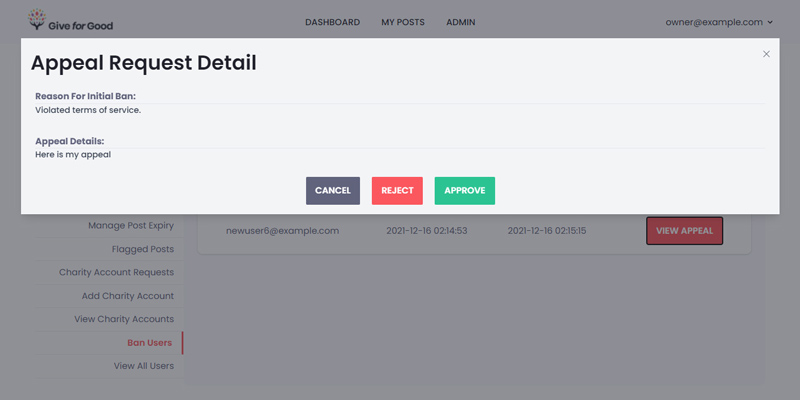 Give for Good
DASHBOARD MY POSTS ADMIN owner@example.com
Appeal Request Detail
Reason For Initial Ban:
Violated terms of service.
Appeal Details:
Here is my appeal
CANCEL REJECT APPROVE
Manage Post Expiry
newuser6@example.com 2021-12-16 02:14:53 2021-12-16 02:15:15 VIEW APPEAL
Flagged Posts
Charity Account Requests
Add Charity Account
View Charity Accounts
Ban Users
View All Users